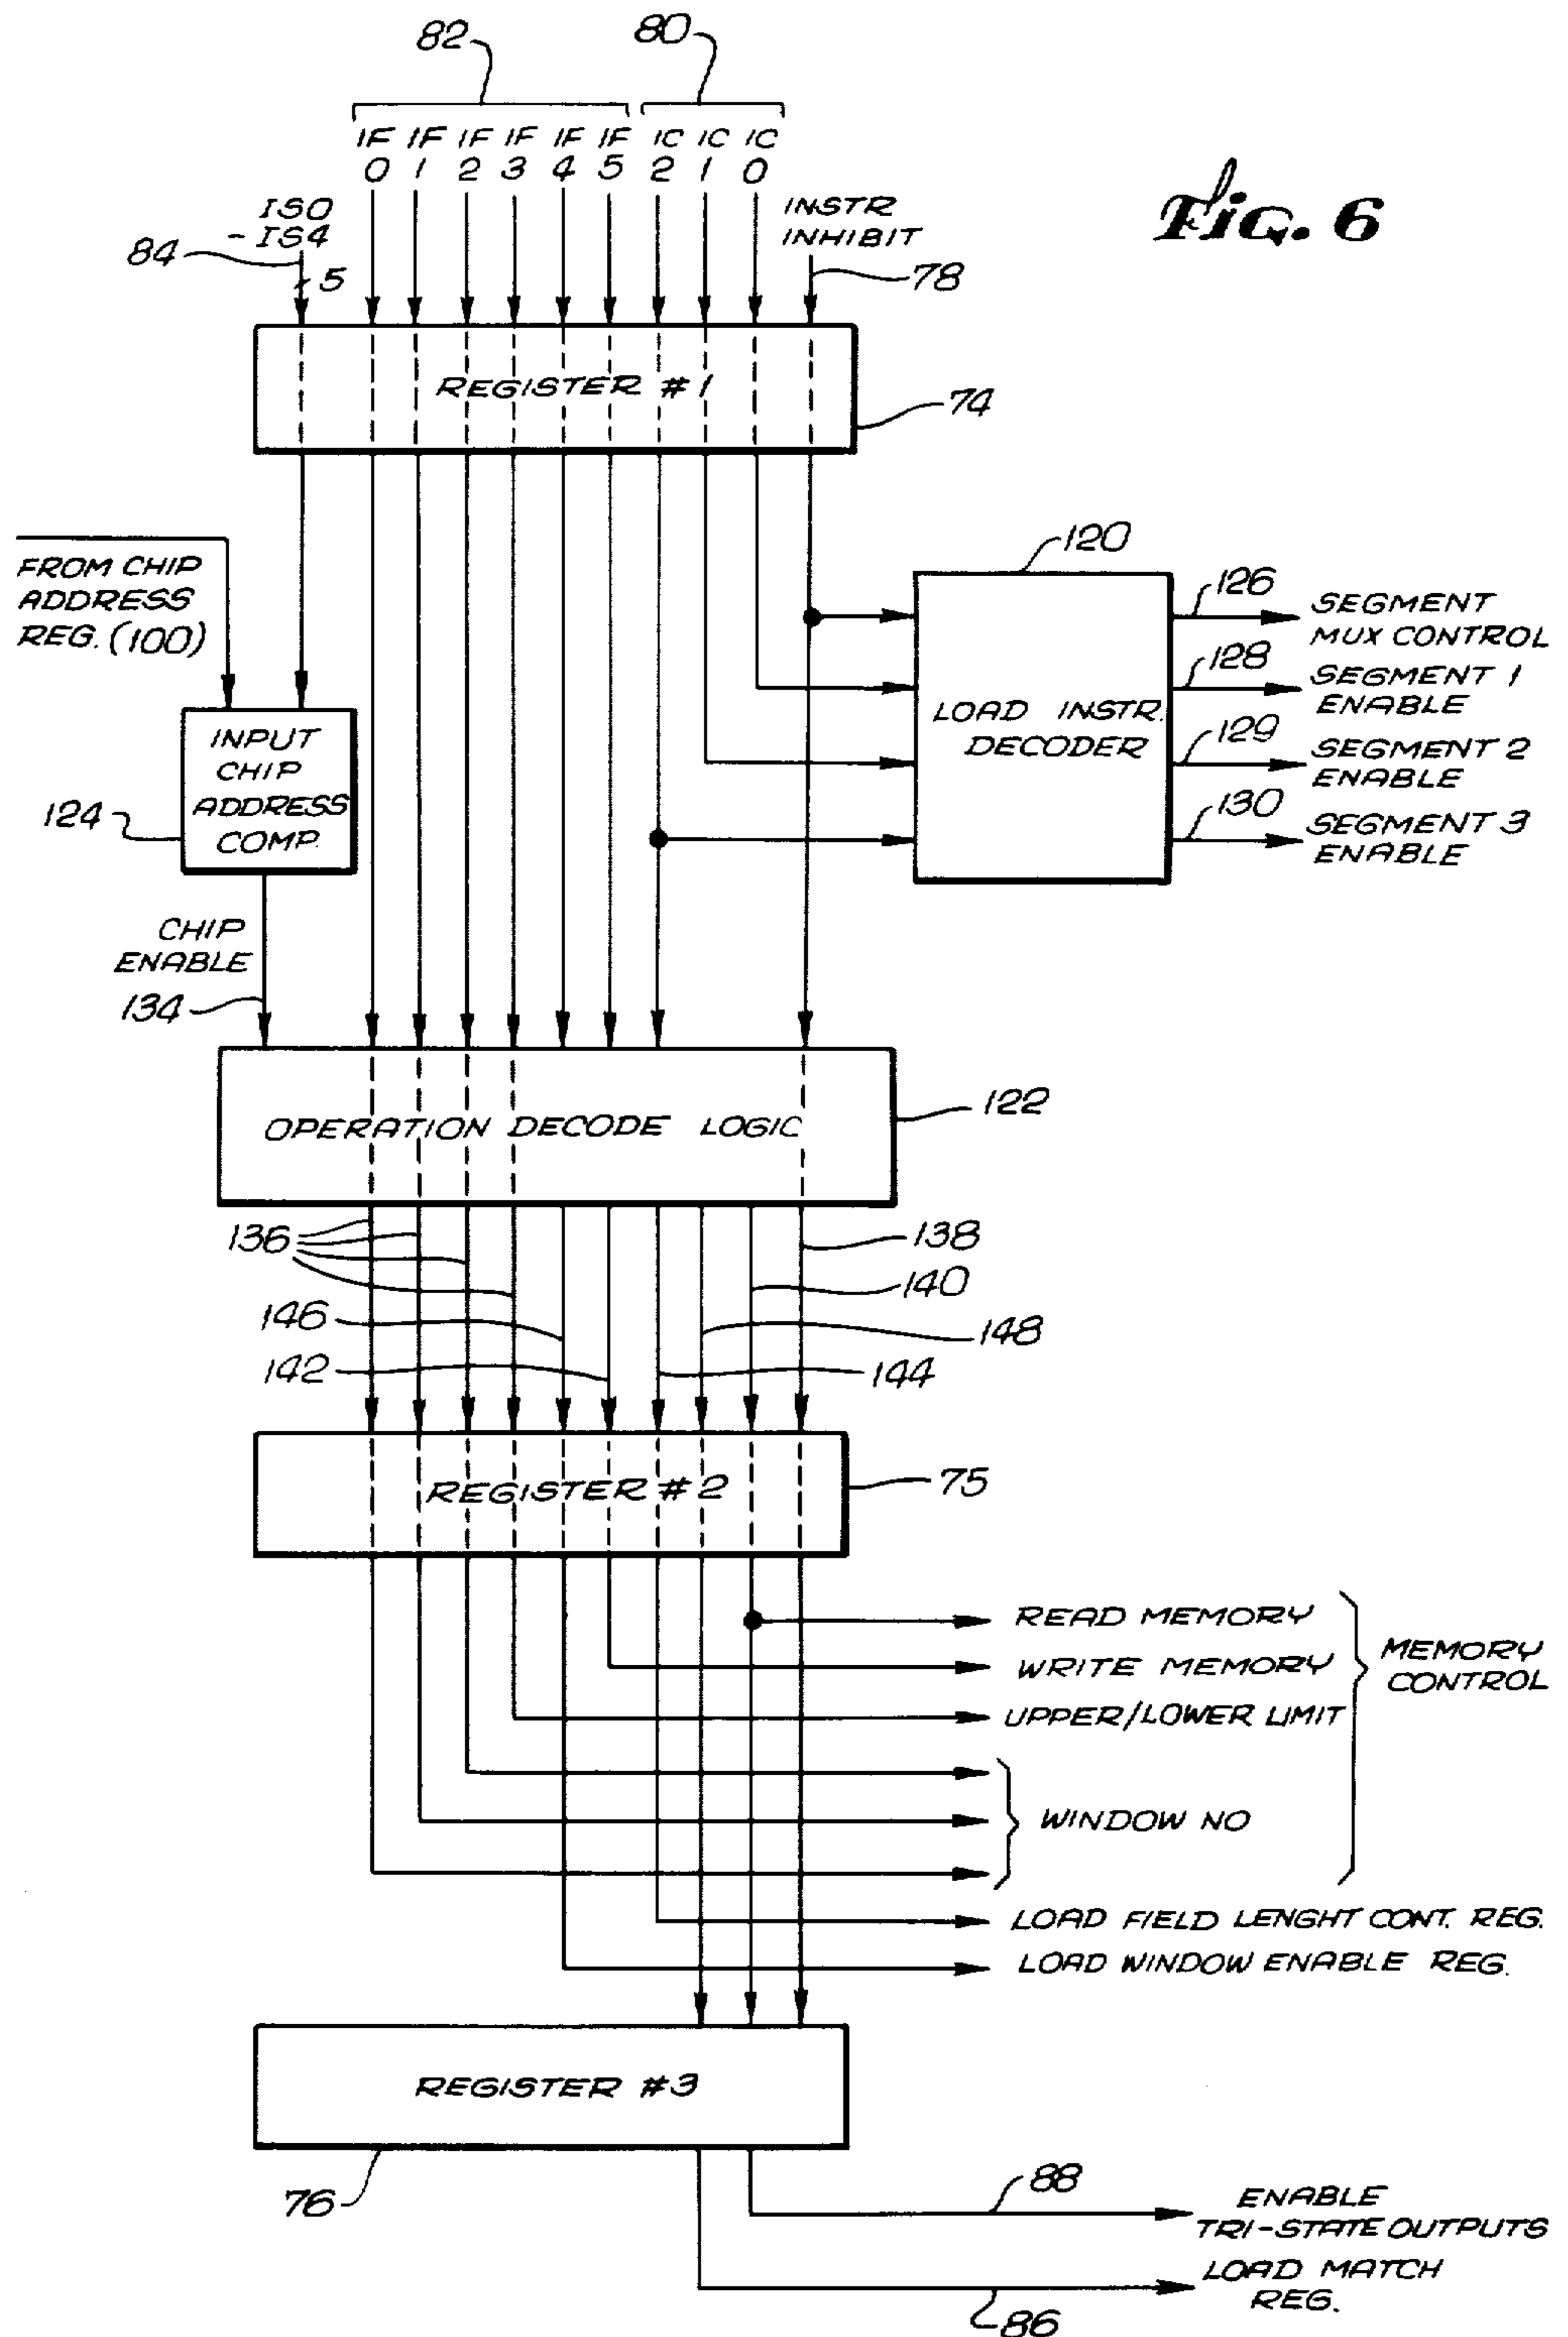 82
80
IF IF IF IF IF IF IC IC IC
0 1 2 3 4 5 2 1 0
Fig. 6
IS0
- IS4
84
5
INSTR
INHIBIT
78
REGISTER #1
74
FROM CHIP
ADDRESS
REG. (100)
120
126
SEGMENT
MUX CONTROL
128
SEGMENT 1
ENABLE
129
SEGMENT 2
ENABLE
130
SEGMENT 3
ENABLE
LOAD INSTR.
DECODER
INPUT
CHIP
ADDRESS
COMP.
124
CHIP
ENABLE
134
OPERATION DECODE LOGIC
122
136
138
140
146
148
142
144
REGISTER #2
75
READ MEMORY
WRITE MEMORY
UPPER/LOWER LIMIT
MEMORY
CONTROL
WINDOW NO
LOAD FIELD LENGHT CONT. REG.
LOAD WINDOW ENABLE REG.
REGISTER #3
76
88
ENABLE
TRI-STATE OUTPUTS
LOAD MATCH
REG.
86